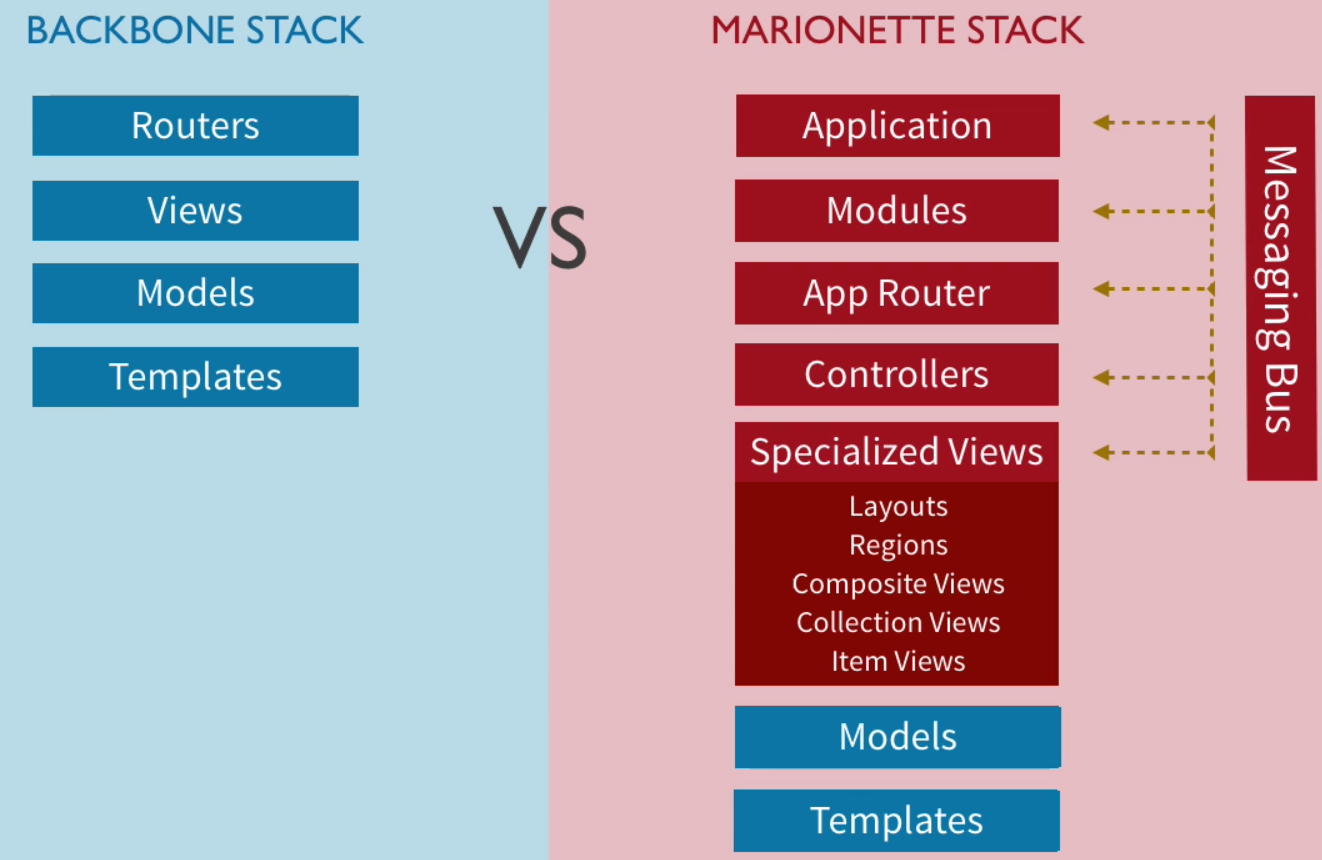 BACKBONE STACK
Routers
Views
Models
Templates
VS
MARIONETTE STACK
Application
Modules
App Router
Controllers
Specialized Views
Layouts
Regions
Composite Views
Collection Views
Item Views
Models
Templates
Messaging Bus